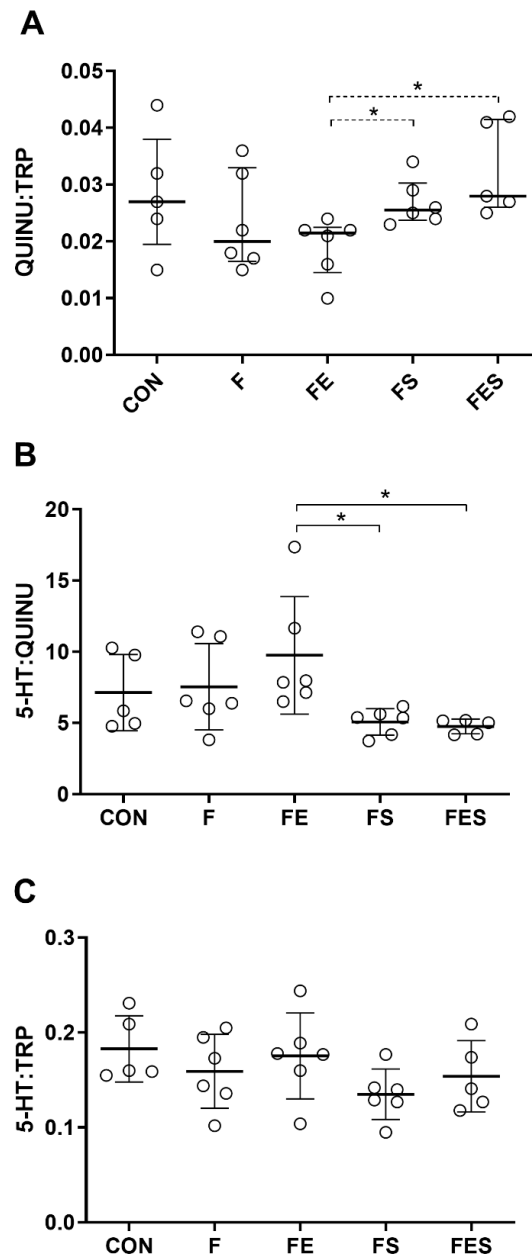 A
QUINU:TRP
0.05
0.04
0.03
0.02
0.01
0.00
*
*
CON
F
FE
FS
FES
B
5-HT:QUINU
20
15
10
5
0
*
*
CON
F
FE
FS
FES
C
5-HT:TRP
0.3
0.2
0.1
0.0
CON
F
FE
FS
FES